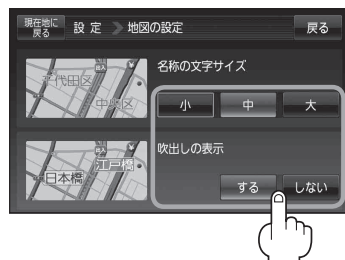 現在地に
戻る
設 定
地図の設定
戻る
名称の文字サイズ
千代田区
中央区
小
中
大
吹出しの表示
江戸橋
日本橋
する
しない